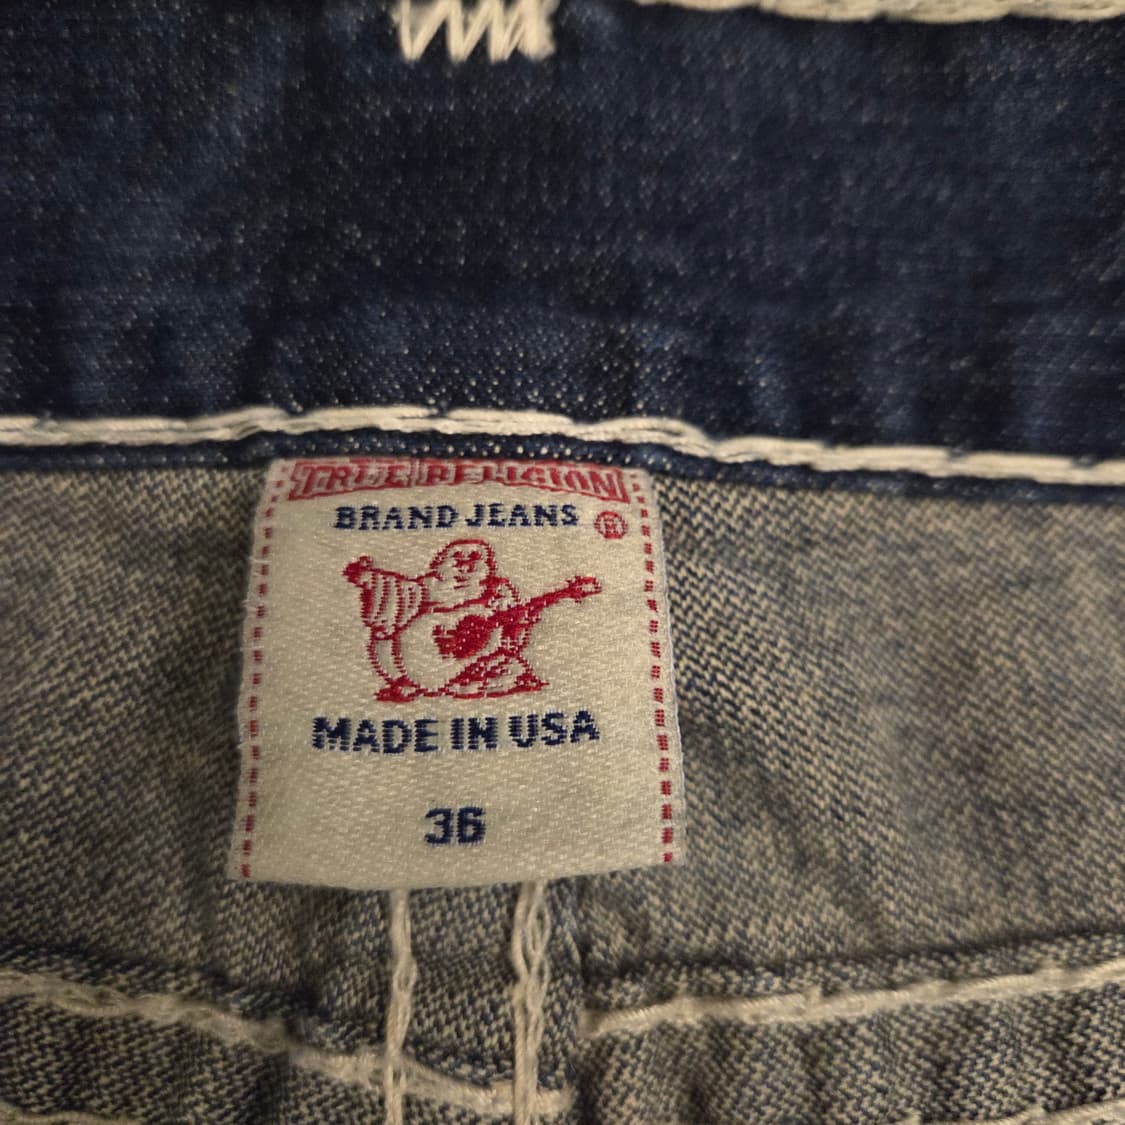 TRUE RELIGION
BRAND JEANS ®
MADE IN USA
36